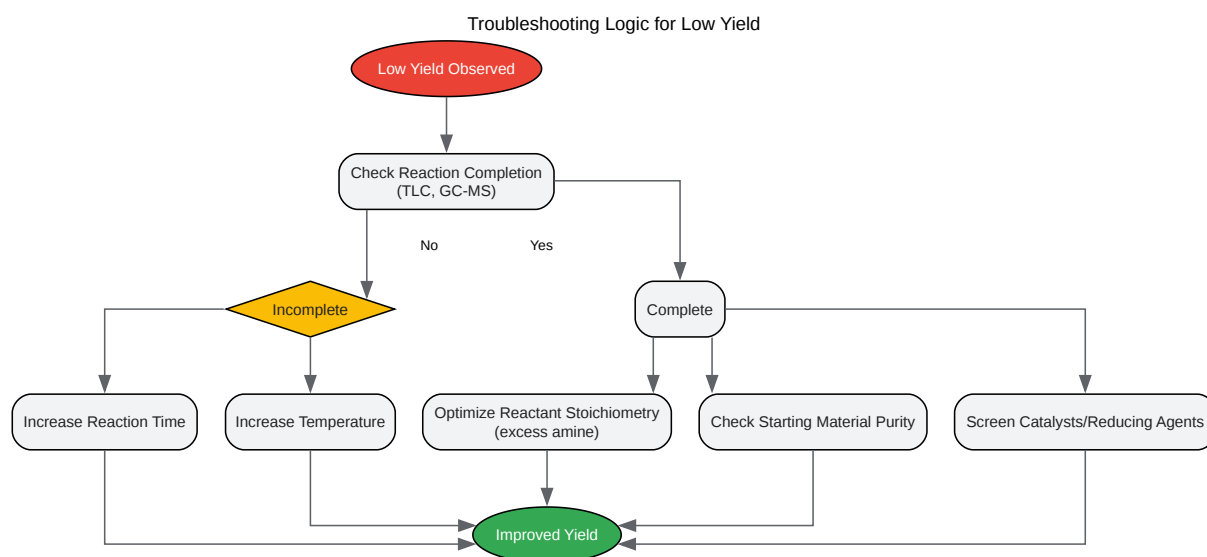 Troubleshooting Logic for Low Yield
Low Yield Observed
Check Reaction Completion
(TLC, GC-MS)
No
Yes
Incomplete
Complete
Increase Reaction Time
Increase Temperature
Optimize Reactant Stoichiometry
(excess amine)
Check Starting Material Purity
Screen Catalysts/Reducing Agents
Improved Yield